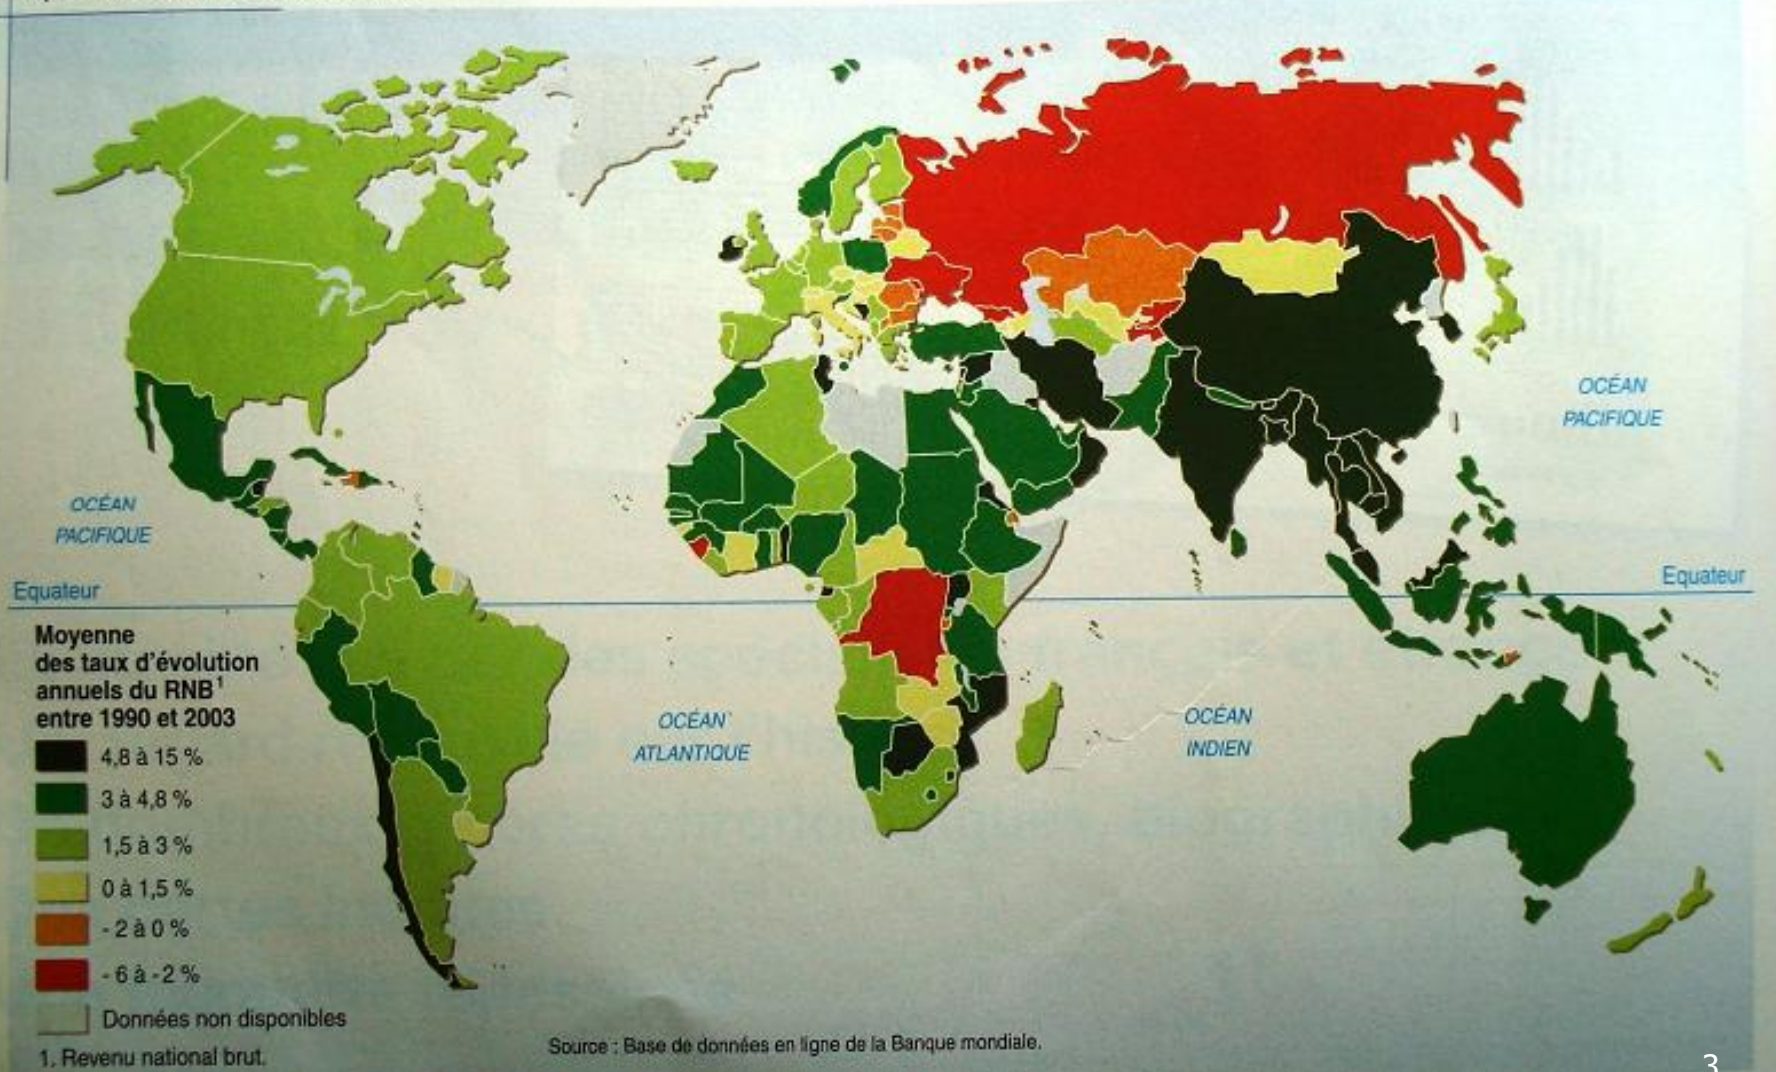 OCÉAN
PACIFIQUE
OCÉAN
PACIFIQUE
Equateur
Equateur
OCÉAN
ATLANTIQUE
OCÉAN
INDIEN
Moyenne
des taux d'évolution
annuels du RNB¹
entre 1990 et 2003
4,8 à 15 %
3 à 4,8 %
1,5 à 3 %
0 à 1,5 %
- 2 à 0 %
- 6 à - 2 %
Données non disponibles
1. Revenu national brut.
Source : Base de données en ligne de la Banque mondiale.
3